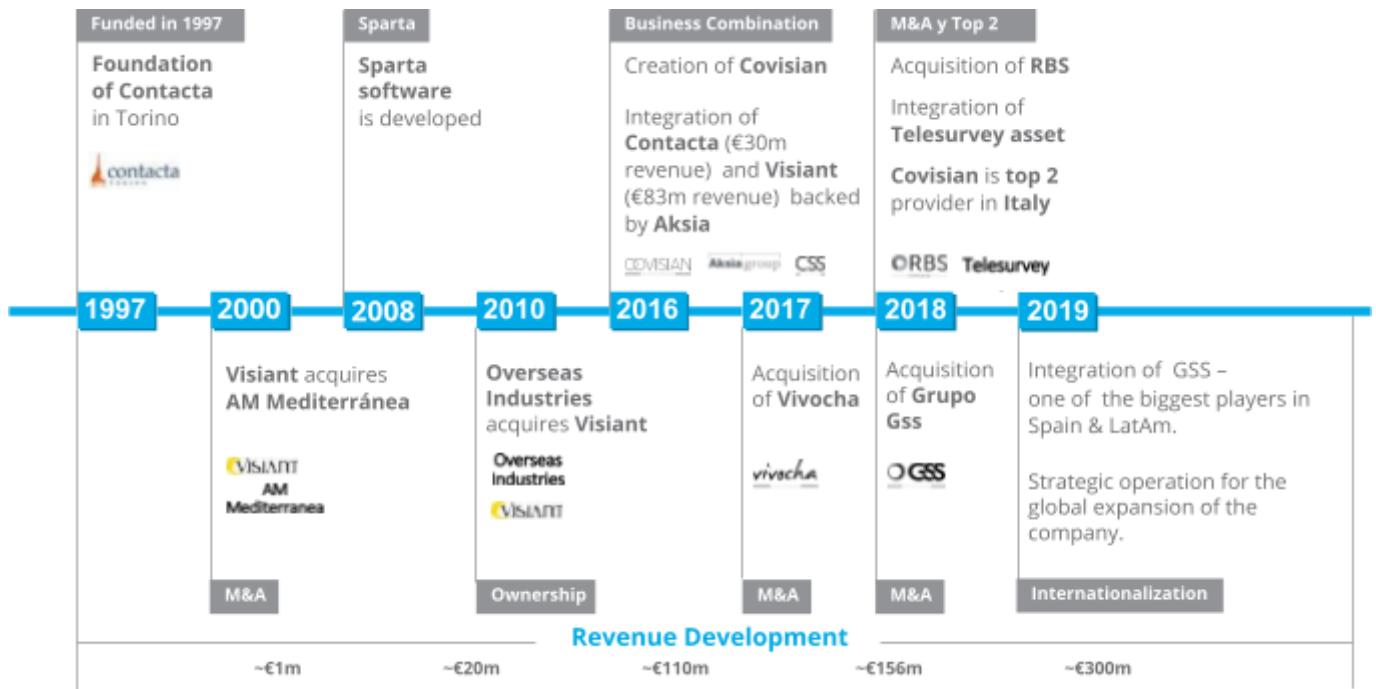 Funded in 1997
Foundation
of Contacta
in Torino
contacta
Sparta
Sparta
software
is developed
Business Combination
Creation of Covisian
Integration of
Contacta (€30m
revenue) and Visiant
(€83m revenue) backed
by Aksia
COVISIAN Aksia group CSS
M&A y Top 2
Acquisition of RBS
Integration of
Telesurvey asset
Covisian is top 2
provider in Italy
RBS Telesurvey
1997 2000 2008 2010 2016 2017 2018 2019
Visiant acquires
AM Mediterránea
VISIANT
AM
Mediterranea
M&A
Overseas
Industries
acquires Visiant
Overseas
Industries
VISIANT
Ownership
Acquisition
of Vivocha
vivocha
M&A
Acquisition
of Grupo
Gss
GSS
M&A
Integration of GSS –
one of the biggest players in
Spain & LatAm.
Strategic operation for the
global expansion of the
company.
Internationalization
Revenue Development
~€1m ~€20m ~€110m ~€156m ~€300m